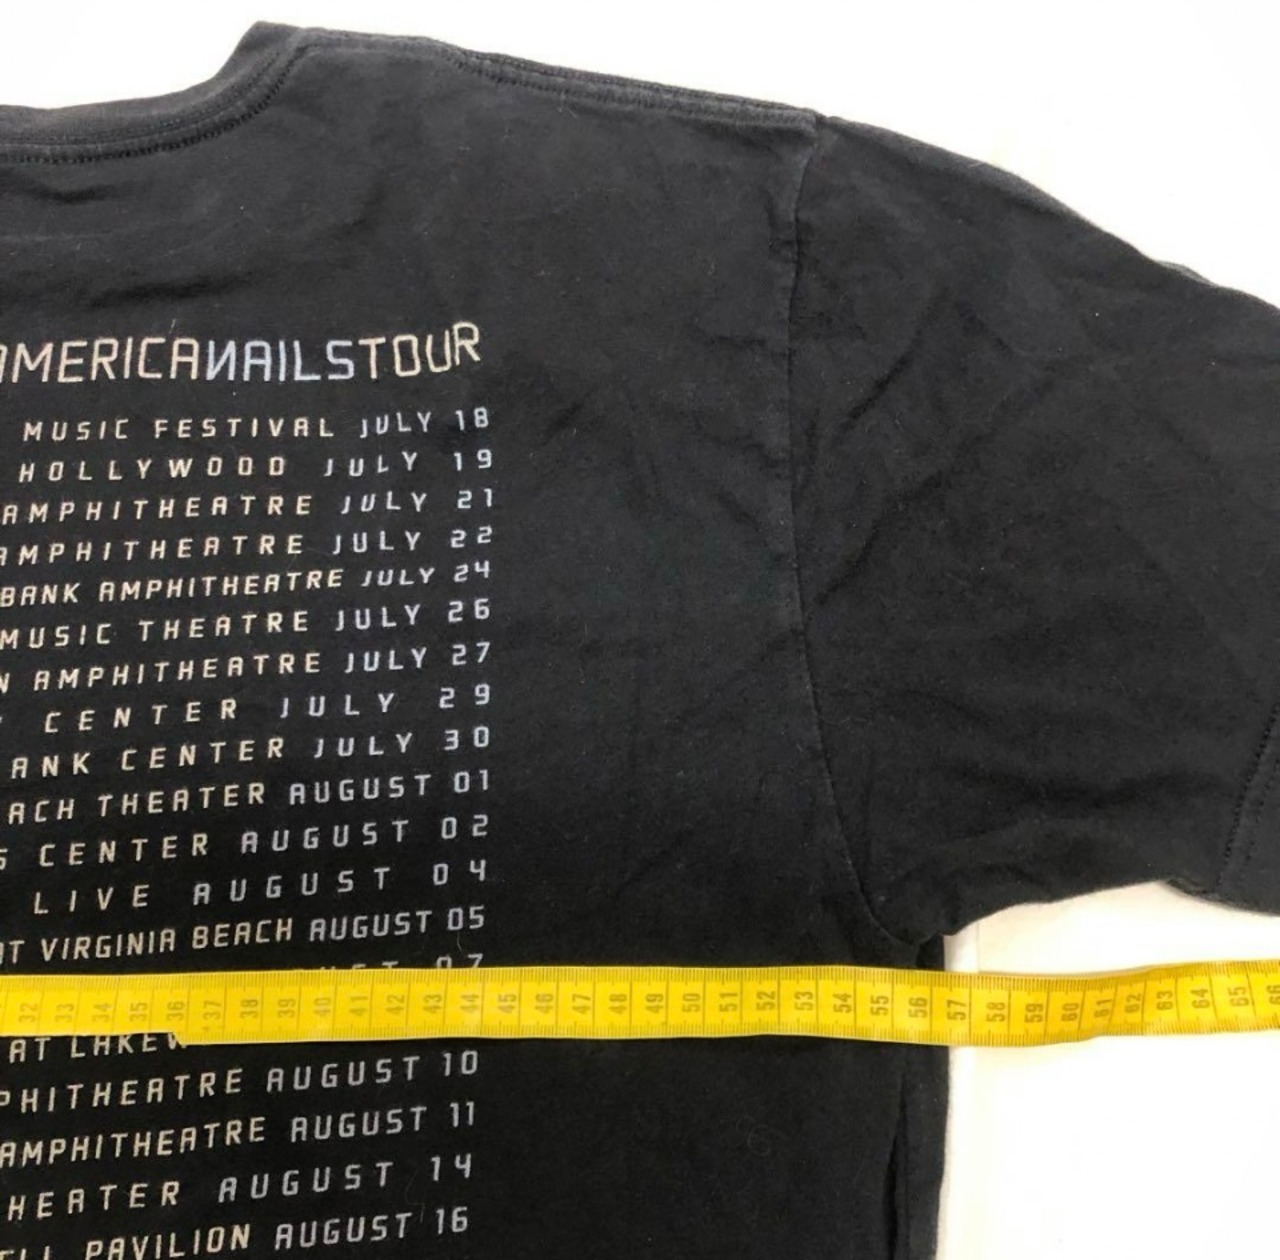 AMERICANAILSTOUR
MUSIC FESTIVAL JULY 18
HOLLYWOOD JULY 19
AMPHITHEATRE JULY 21
AMPHITHEATRE JULY 22
BANK AMPHITHEATRE JULY 24
MUSIC THEATRE JULY 26
N AMPHITHEATRE JULY 27
CENTER JULY 29
ANK CENTER JULY 30
ACH THEATER AUGUST 01
S CENTER AUGUST 02
LIVE AUGUST 04
AT VIRGINIA BEACH AUGUST 05
UST 07
32 33 34 35 36 37 38 39 40 41 42 43 44 45 46 47 48 49 50 51 52 53 54 55 56 57 58 59 60 61 62 63 64 65 66
AT LAKEW
PHITHEATRE AUGUST 10
AMPHITHEATRE AUGUST 11
HEATER AUGUST 14
ELL PAVILION AUGUST 16